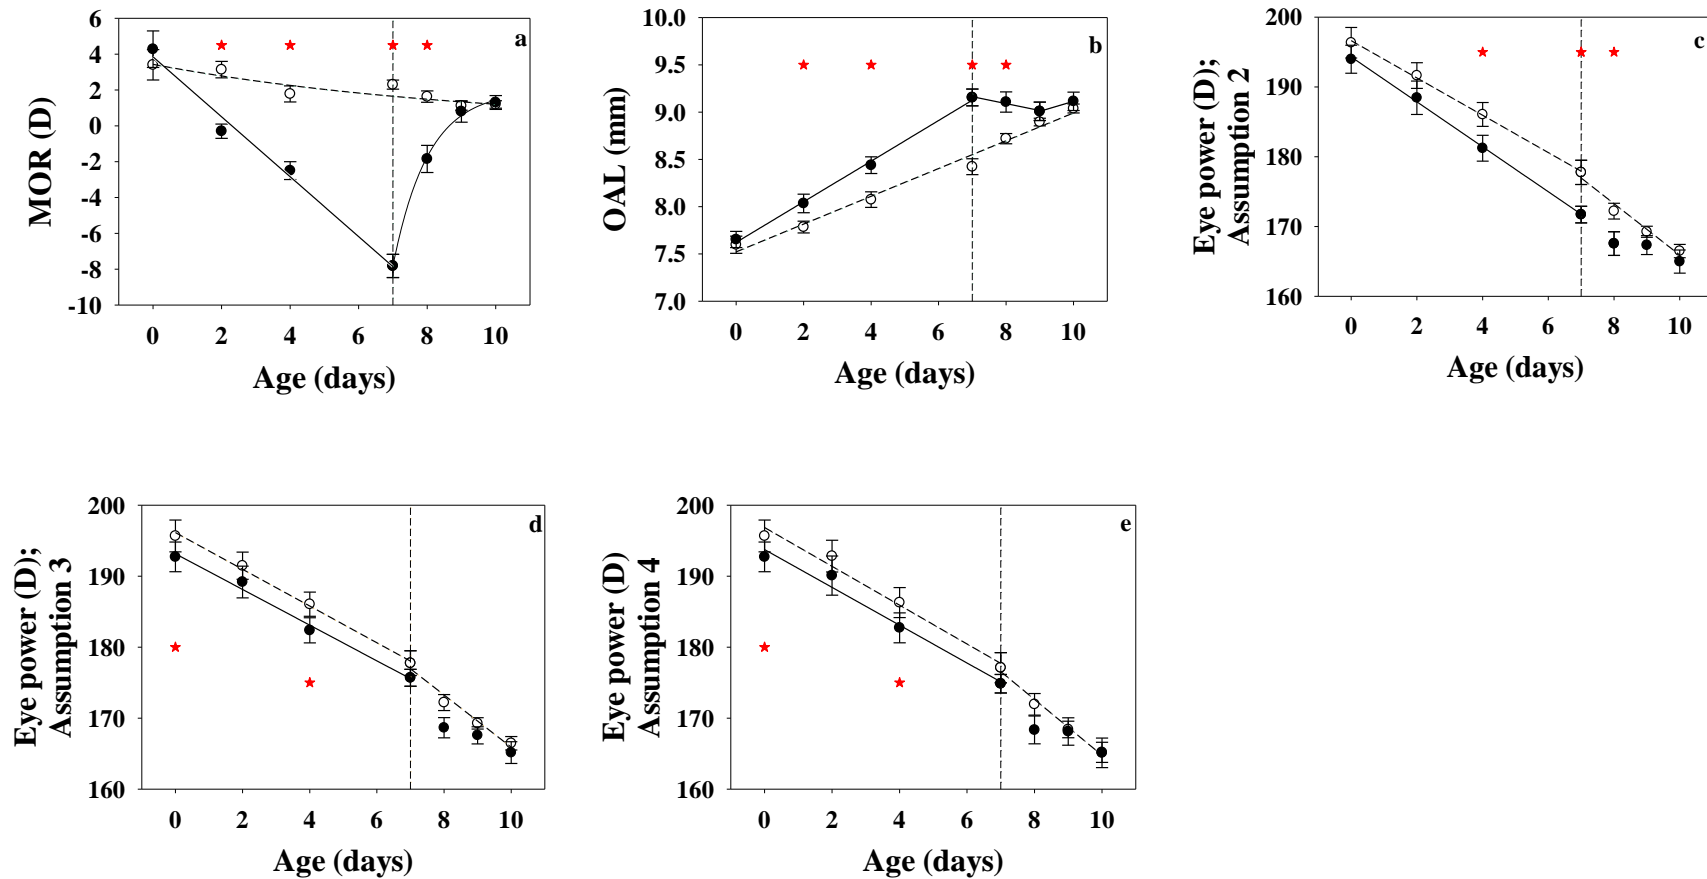 a
MOR (D)
6
4
2
0
-2
-4
-6
-8
-10
0 2 4 6 8 10
Age (days)
b
OAL (mm)
10.0
9.5
9.0
8.5
8.0
7.5
7.0
0 2 4 6 8 10
Age (days)
c
Eye power (D);
Assumption 2
200
190
180
170
160
0 2 4 6 8 10
Age (days)
d
Eye power (D);
Assumption 3
200
190
180
170
160
0 2 4 6 8 10
Age (days)
e
Eye power (D)
Assumption 4
200
190
180
170
160
0 2 4 6 8 10
Age (days)